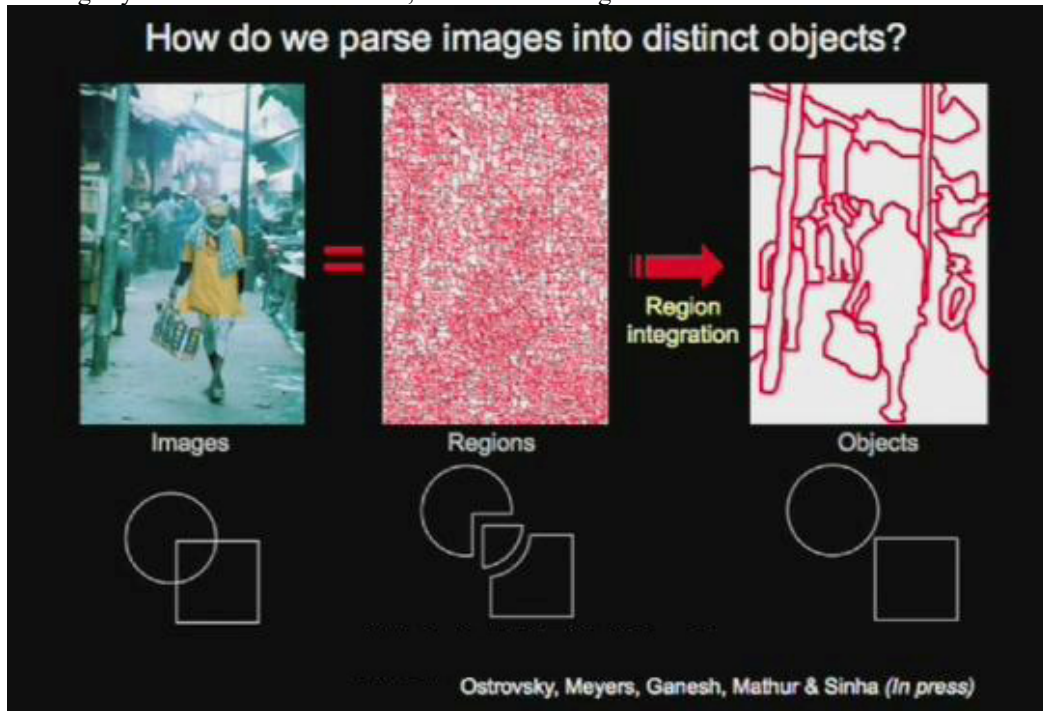 How do we parse images into distinct objects?
Region
integration
Images
Regions
Objects
Ostrovsky, Meyers, Ganesh, Mathur & Sinha (In press)